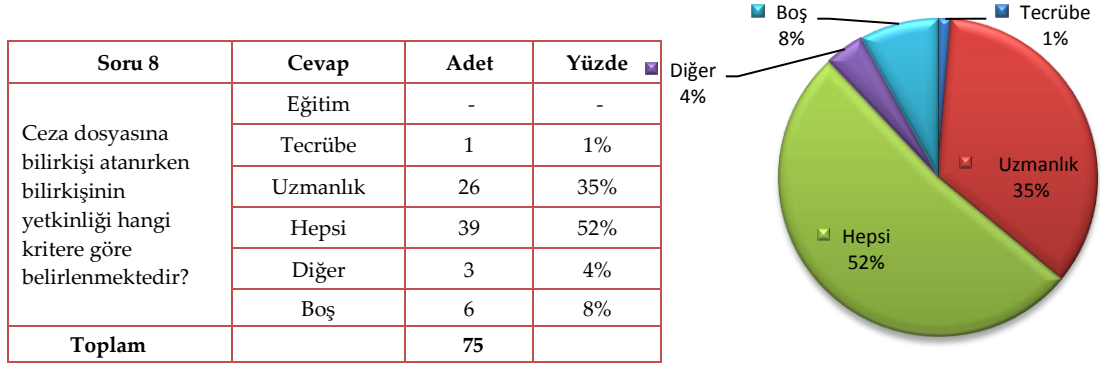 Soru 8 Cevap Adet Yüzde
Ceza dosyasına
bilirkişi atanırken
bilirkişinin
yetkinliği hangi
kritere göre
belirlenmektedir?
Eğitim - -
Tecrübe 1 1%
Uzmanlık 26 35%
Hepsi 39 52%
Diğer 3 4%
Boş 6 8%
Toplam 75
Boş
8%
Tecrübe
1%
Diğer
4%
Uzmanlık
35%
Hepsi
52%